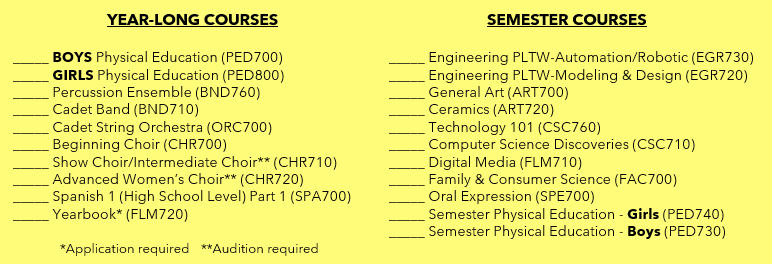 YEAR-LONG COURSES
_____ BOYS Physical Education (PED700)
_____ GIRLS Physical Education (PED800)
_____ Percussion Ensemble (BND760)
_____ Cadet Band (BND710)
_____ Cadet String Orchestra (ORC700)
_____ Beginning Choir (CHR700)
_____ Show Choir/Intermediate Choir** (CHR710)
_____ Advanced Women's Choir** (CHR720)
_____ Spanish 1 (High School Level) Part 1 (SPA700)
_____ Yearbook* (FLM720)
*Application required **Audition required
SEMESTER COURSES
_____ Engineering PLTW-Automation/Robotic (EGR730)
_____ Engineering PLTW-Modeling & Design (EGR720)
_____ General Art (ART700)
_____ Ceramics (ART720)
_____ Technology 101 (CSC760)
_____ Computer Science Discoveries (CSC710)
_____ Digital Media (FLM710)
_____ Family & Consumer Science (FAC700)
_____ Oral Expression (SPE700)
_____ Semester Physical Education - Girls (PED740)
_____ Semester Physical Education - Boys (PED730)